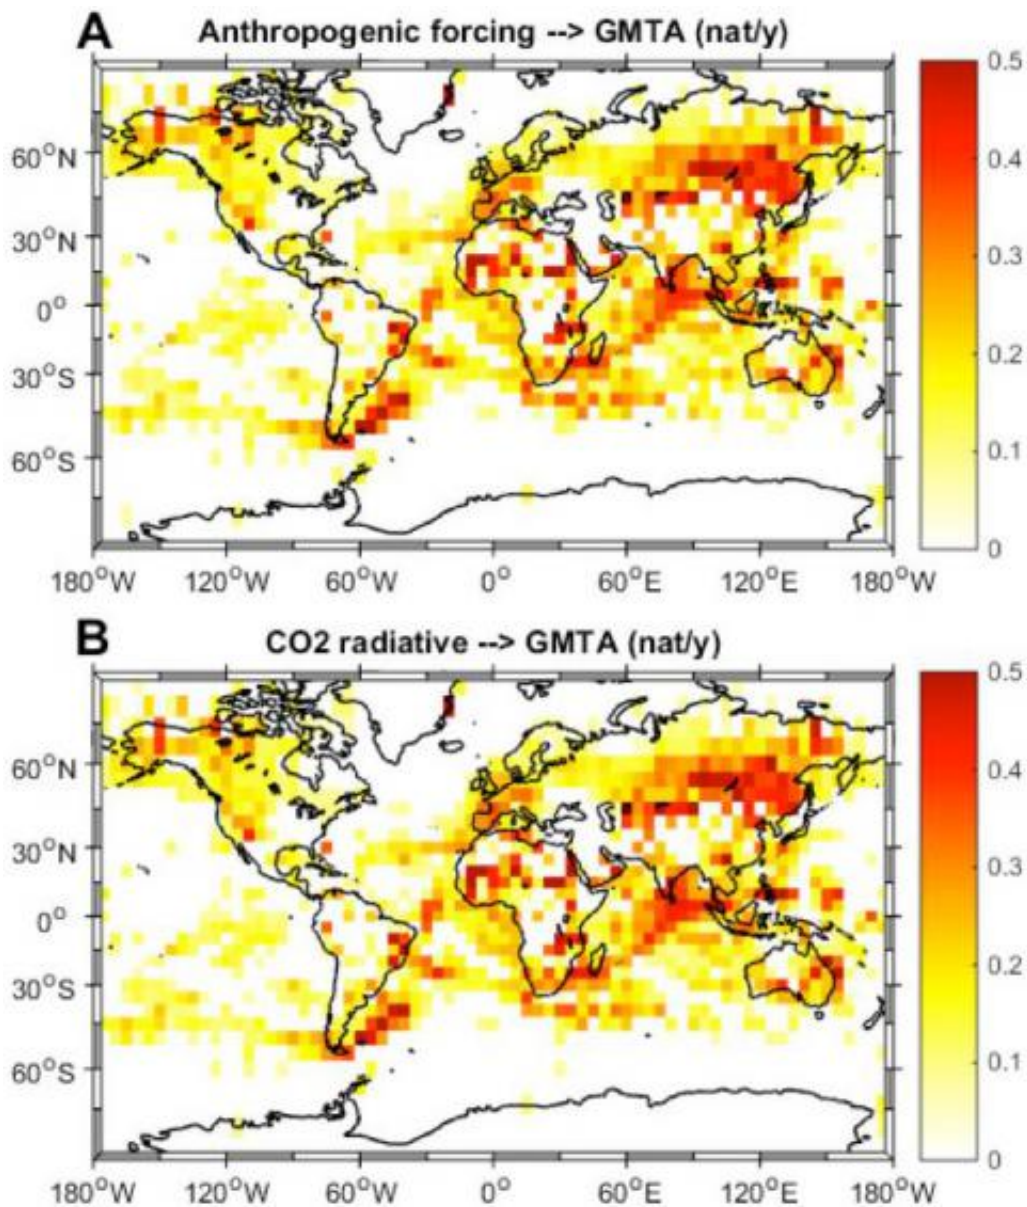 A
Anthropogenic forcing --> GMTA (nat/y)
60°N
30°N
0°
30°S
60°S
180°W 120°W 60°W 0° 60°E 120°E 180°W
0.5
0.4
0.3
0.2
0.1
0
B
CO2 radiative --> GMTA (nat/y)
60°N
30°N
0°
30°S
60°S
180°W 120°W 60°W 0° 60°E 120°E 180°W
0.5
0.4
0.3
0.2
0.1
0